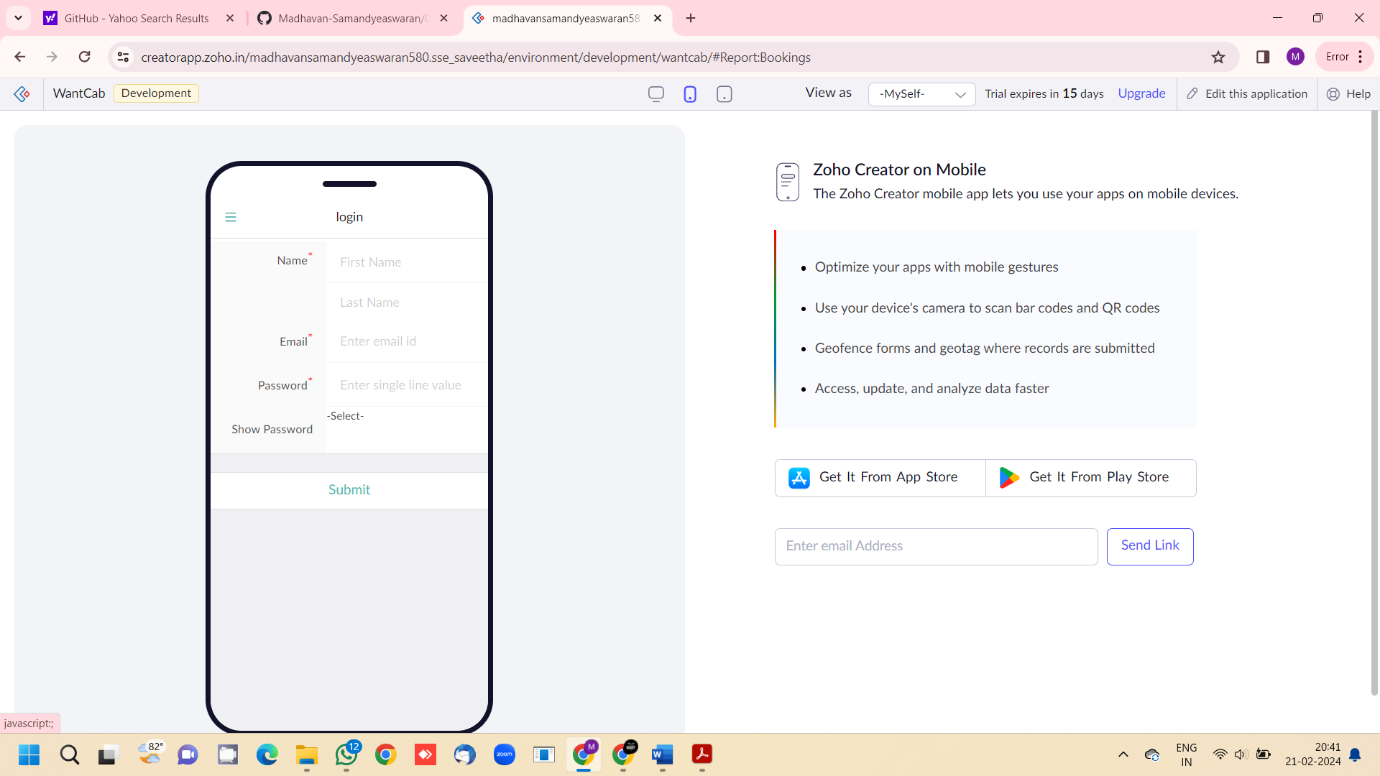 GitHub - Yahoo Search Results
Madhavan-Samandyeaswaran/
madhavansamandyeaswaran58
creatorapp.zoho.in/madhavansamandyeaswaran580.sse_saveetha/environment/development/wantcab/#Report:Bookings
M
Error
WantCab
Development
View as
-MySelf-
Trial expires in 15 days
Upgrade
Edit this application
Help
login
Name*
First Name
Last Name
Email*
Enter email id
Password*
Enter single line value
Show Password
-Select-
Submit
Zoho Creator on Mobile
The Zoho Creator mobile app lets you use your apps on mobile devices.
• Optimize your apps with mobile gestures
• Use your device's camera to scan bar codes and QR codes
• Geofence forms and geotag where records are submitted
• Access, update, and analyze data faster
Get It From App Store
Get It From Play Store
Enter email Address
Send Link
javascript:;
82°
12
zoom
M
W
ENG
IN
20:41
21-02-2024